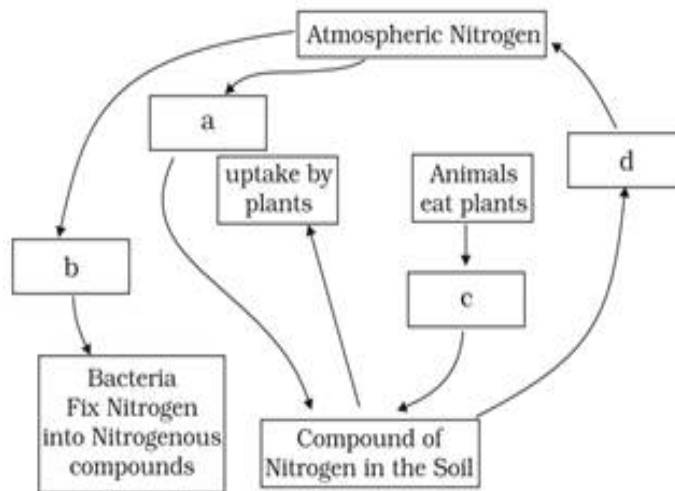 Atmospheric Nitrogen
a
uptake by
plants
Animals
eat plants
d
b
c
Bacteria
Fix Nitrogen
into Nitrogenous
compounds
Compound of
Nitrogen in the Soil